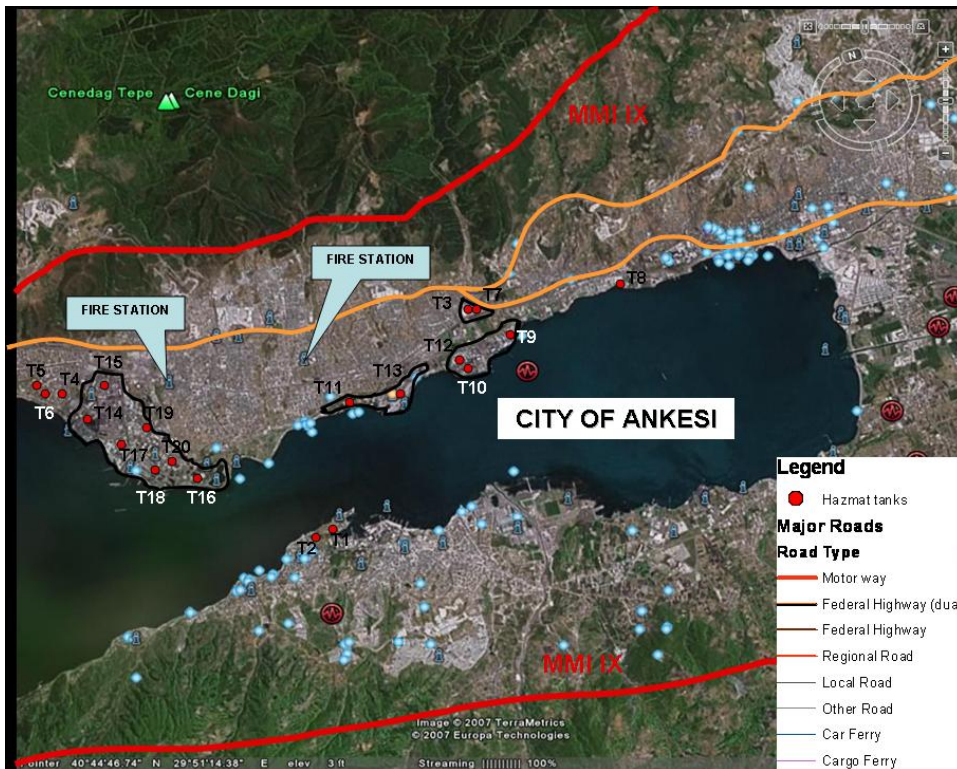 N
Cenedag Tepe
Cene Dagi
MMI IX
FIRE STATION
FIRE STATION
T8
T3
T7
T9
T12
T10
T5
T15
T4
T6
T14
T19
T11
T13
T17
T20
T18
T16
CITY OF ANKESI
T2
T1
MMI IX
Legend
Hazmat tanks
Major Roads
Road Type
Motor way
Federal Highway (dua
Federal Highway
Regional Road
Local Road
Other Road
Car Ferry
Cargo Ferry
Image © 2007 TerraMetrics
© 2007 Europa Technologies
Pointer 40°44'46.74" N 29°51'14.38" E elev 3 ft Streaming ||||||||| 100%